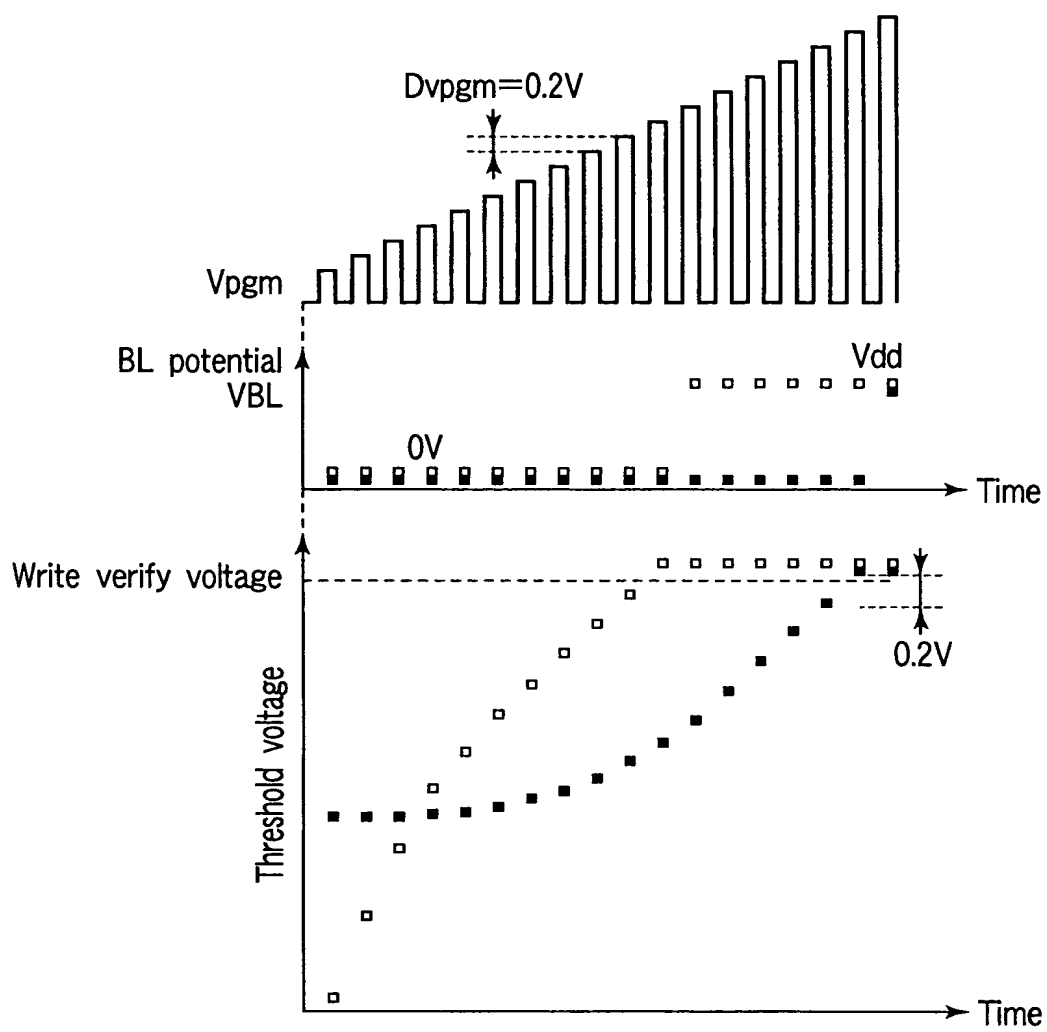 Dvpgm=0.2V
Vpgm
BL potential
VBL
Vdd
0V
Time
Write verify voltage
0.2V
Threshold voltage
Time